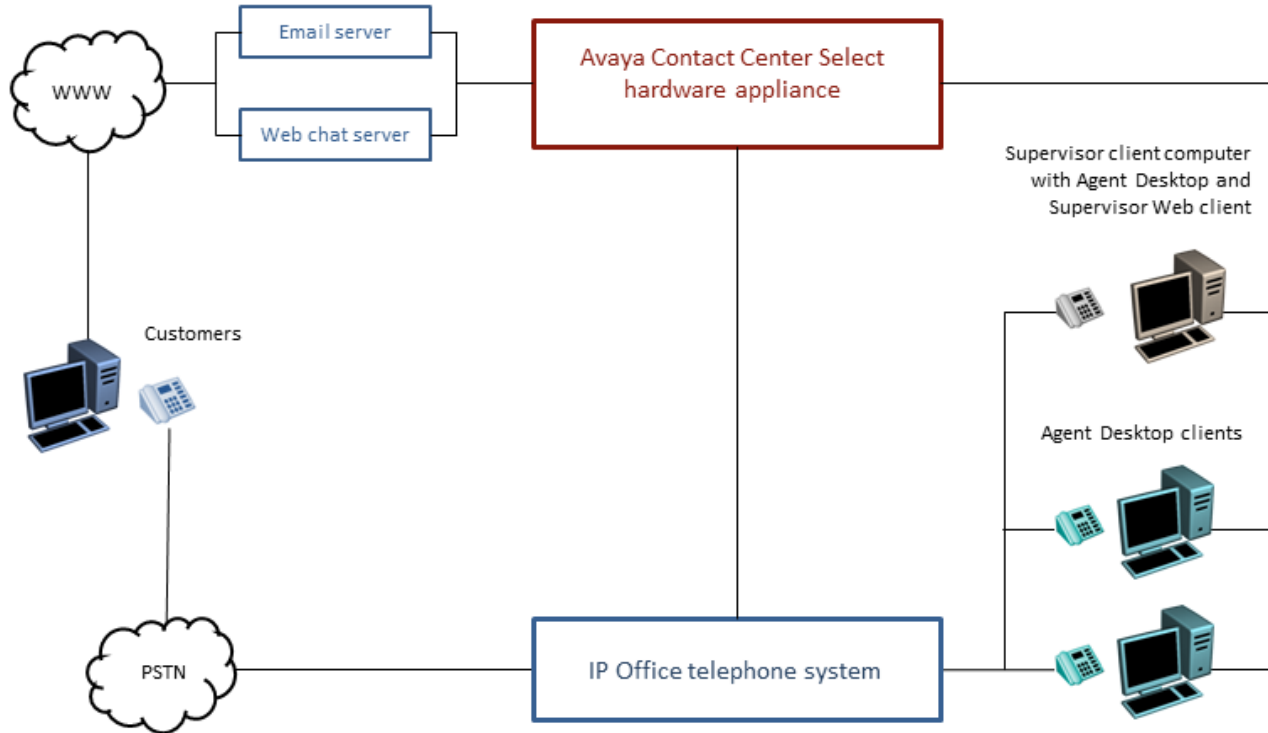 Email server
Avaya Contact Center Select
hardware appliance
WWW
Web chat server
Supervisor client computer
with Agent Desktop and
Supervisor Web client
Customers
Agent Desktop clients
PSTN
IP Office telephone system